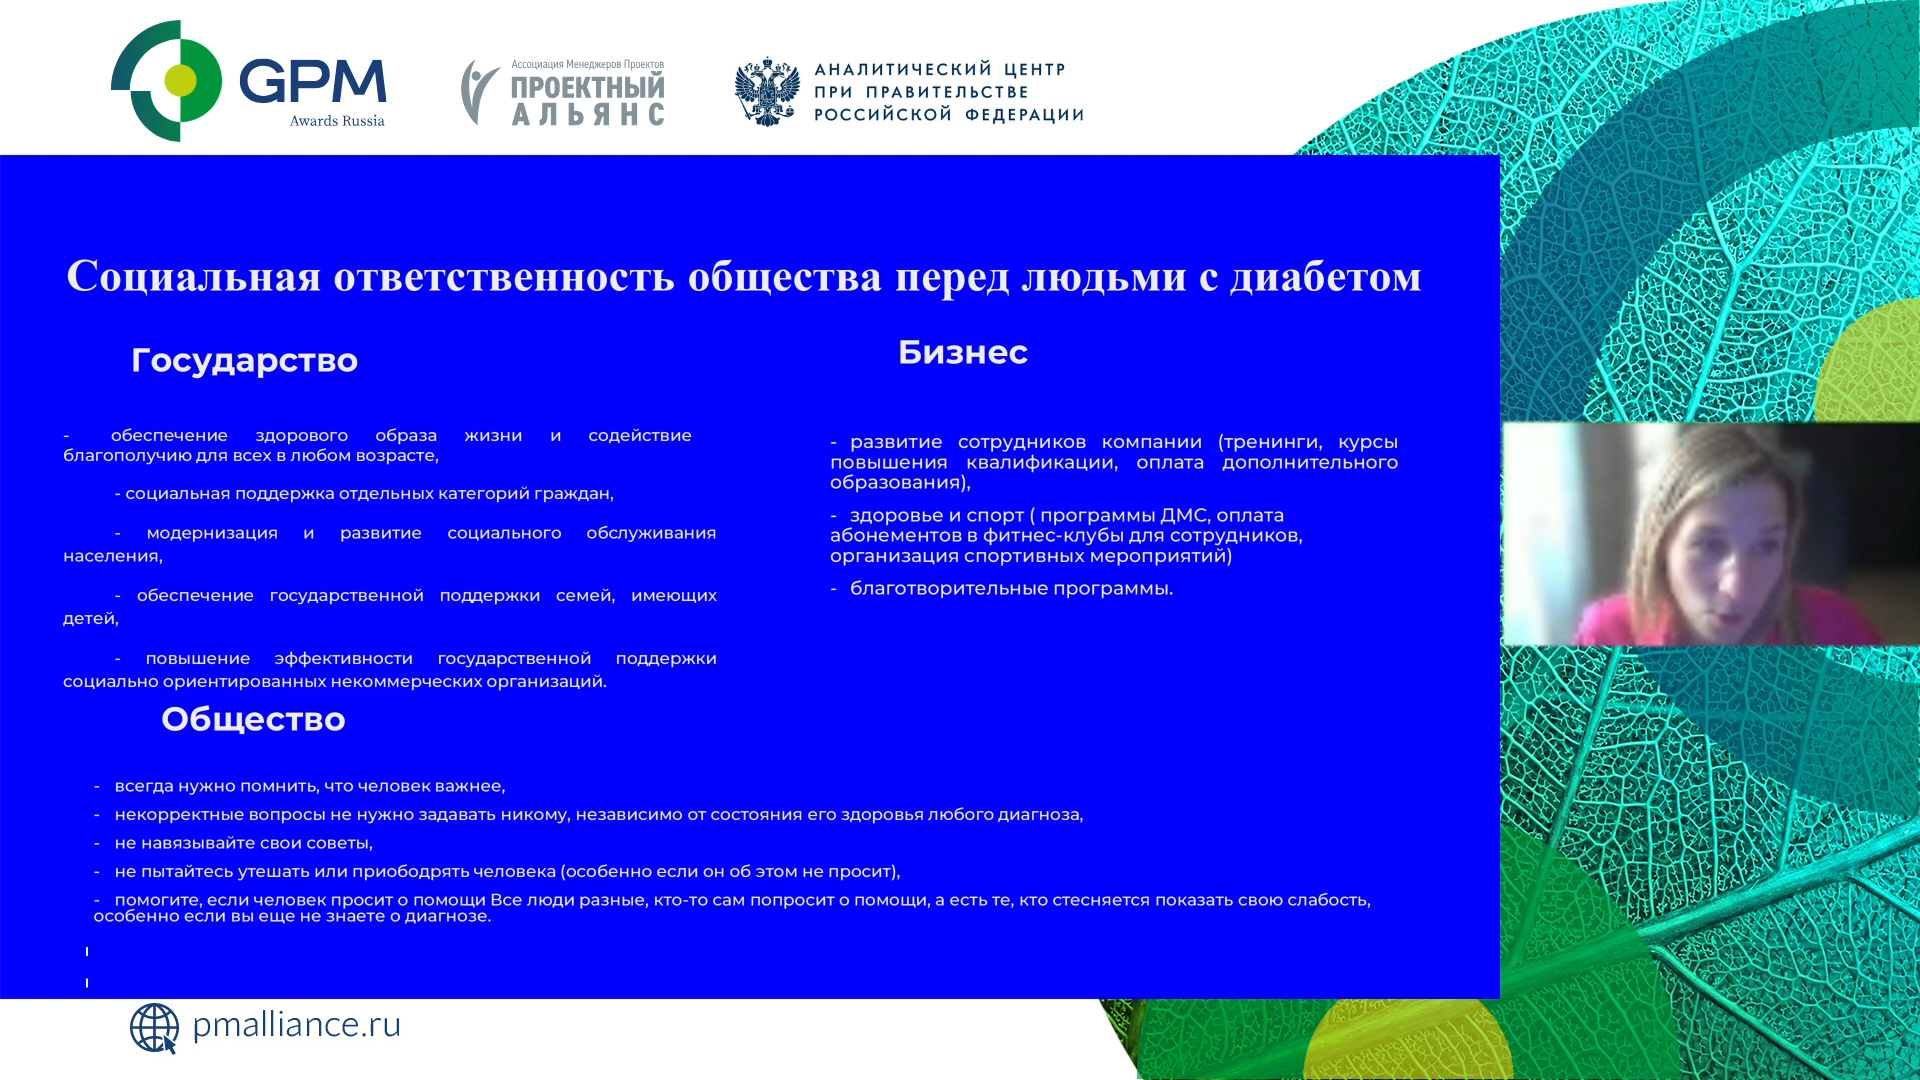 GPM
Awards Russia
Ассоциация Менеджеров Проектов
ПРОЕКТНЫЙ
АЛЬЯНС
АНАЛИТИЧЕСКИЙ ЦЕНТР
ПРИ ПРАВИТЕЛЬСТВЕ
РОССИЙСКОЙ ФЕДЕРАЦИИ
Социальная ответственность общества перед людьми с диабетом
Государство
- обеспечение здорового образа жизни и содействие
благополучию для всех в любом возрасте,
- социальная поддержка отдельных категорий граждан,
- модернизация и развитие социального обслуживания
населения,
- обеспечение государственной поддержки семей, имеющих
детей,
- повышение эффективности государственной поддержки
социально ориентированных некоммерческих организаций.
Бизнес
- развитие сотрудников компании (тренинги, курсы
повышения квалификации, оплата дополнительного
образования),
- здоровье и спорт ( программы ДМС, оплата
абонементов в фитнес-клубы для сотрудников,
организация спортивных мероприятий)
- благотворительные программы.
Общество
- всегда нужно помнить, что человек важнее,
- некорректные вопросы не нужно задавать никому, независимо от состояния его здоровья любого диагноза,
- не навязывайте свои советы,
- не пытайтесь утешать или приободрять человека (особенно если он об этом не просит),
- помогите, если человек просит о помощи Все люди разные, кто-то сам попросит о помощи, а есть те, кто стесняется показать свою слабость,
особенно если вы еще не знаете о диагнозе.
pmalliance.ru